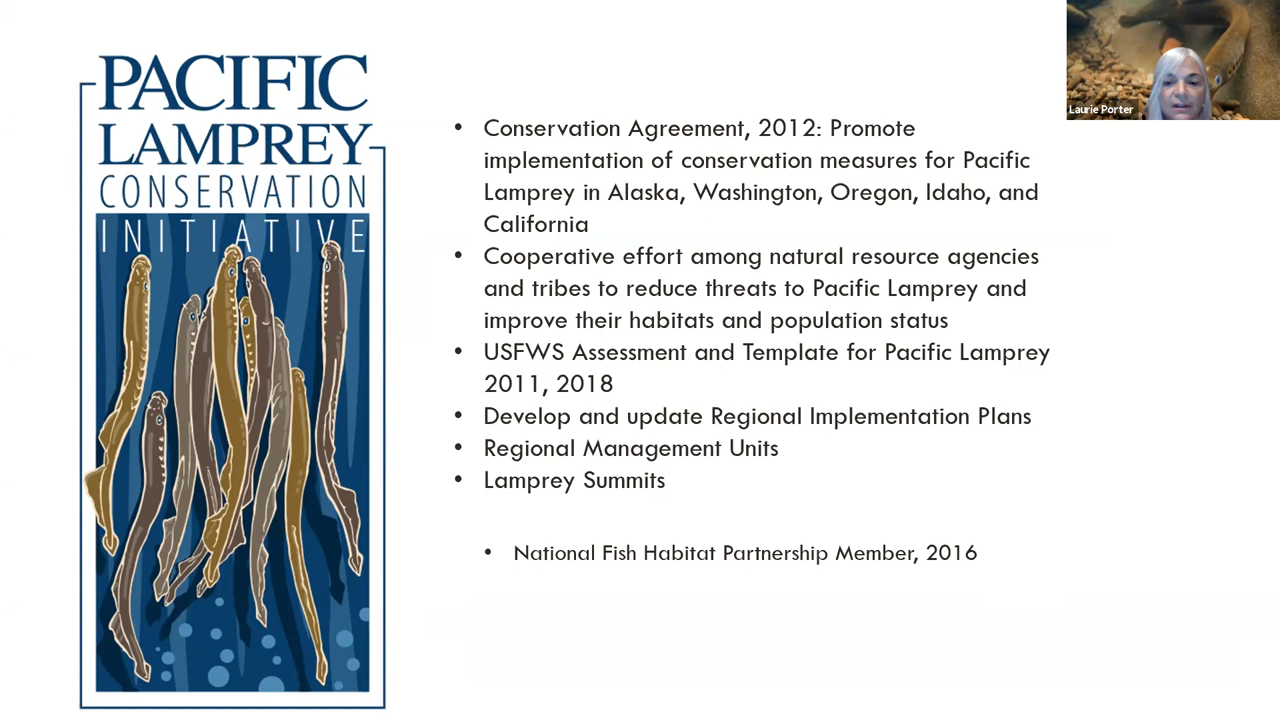 PACIFIC
LAMPREY
CONSERVATION
INITIATIVE
• Conservation Agreement, 2012: Promote
implementation of conservation measures for Pacific
Lamprey in Alaska, Washington, Oregon, Idaho, and
California
• Cooperative effort among natural resource agencies
and tribes to reduce threats to Pacific Lamprey and
improve their habitats and population status
• USFWS Assessment and Template for Pacific Lamprey
2011, 2018
• Develop and update Regional Implementation Plans
• Regional Management Units
• Lamprey Summits
• National Fish Habitat Partnership Member, 2016
Laurie Porter